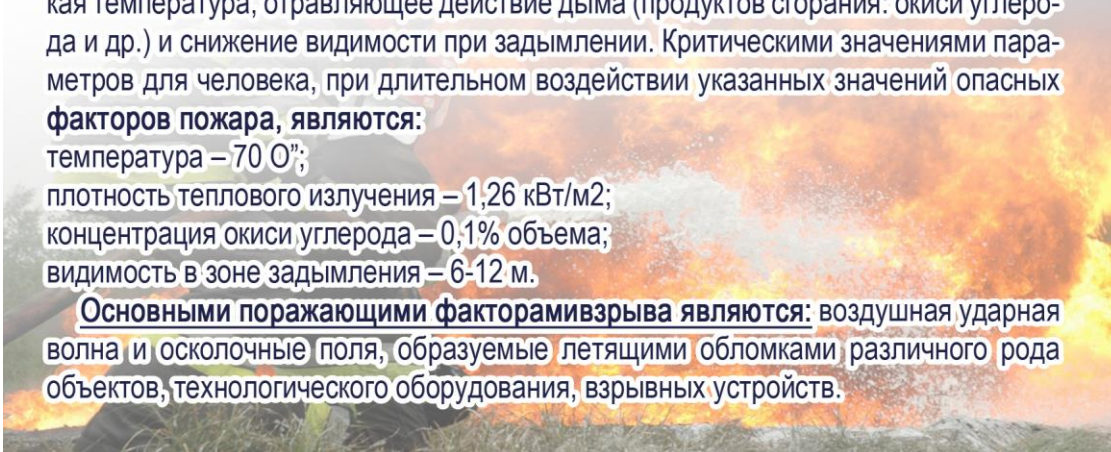 кая температура, отравляющее действие дыма (продуктов сгорания: окиси углеро-
да и др.) и снижение видимости при задымлении. Критическими значениями пара-
метров для человека, при длительном воздействии указанных значений опасных
факторов пожара, являются:
температура – 70 О”;
плотность теплового излучения – 1,26 кВт/м2;
концентрация окиси углерода – 0,1% объема;
видимость в зоне задымления – 6-12 м.
Основными поражающими факторамивзрыва являются: воздушная ударная
волна и осколочные поля, образуемые летящими обломками различного рода
объектов, технологического оборудования, взрывных устройств.